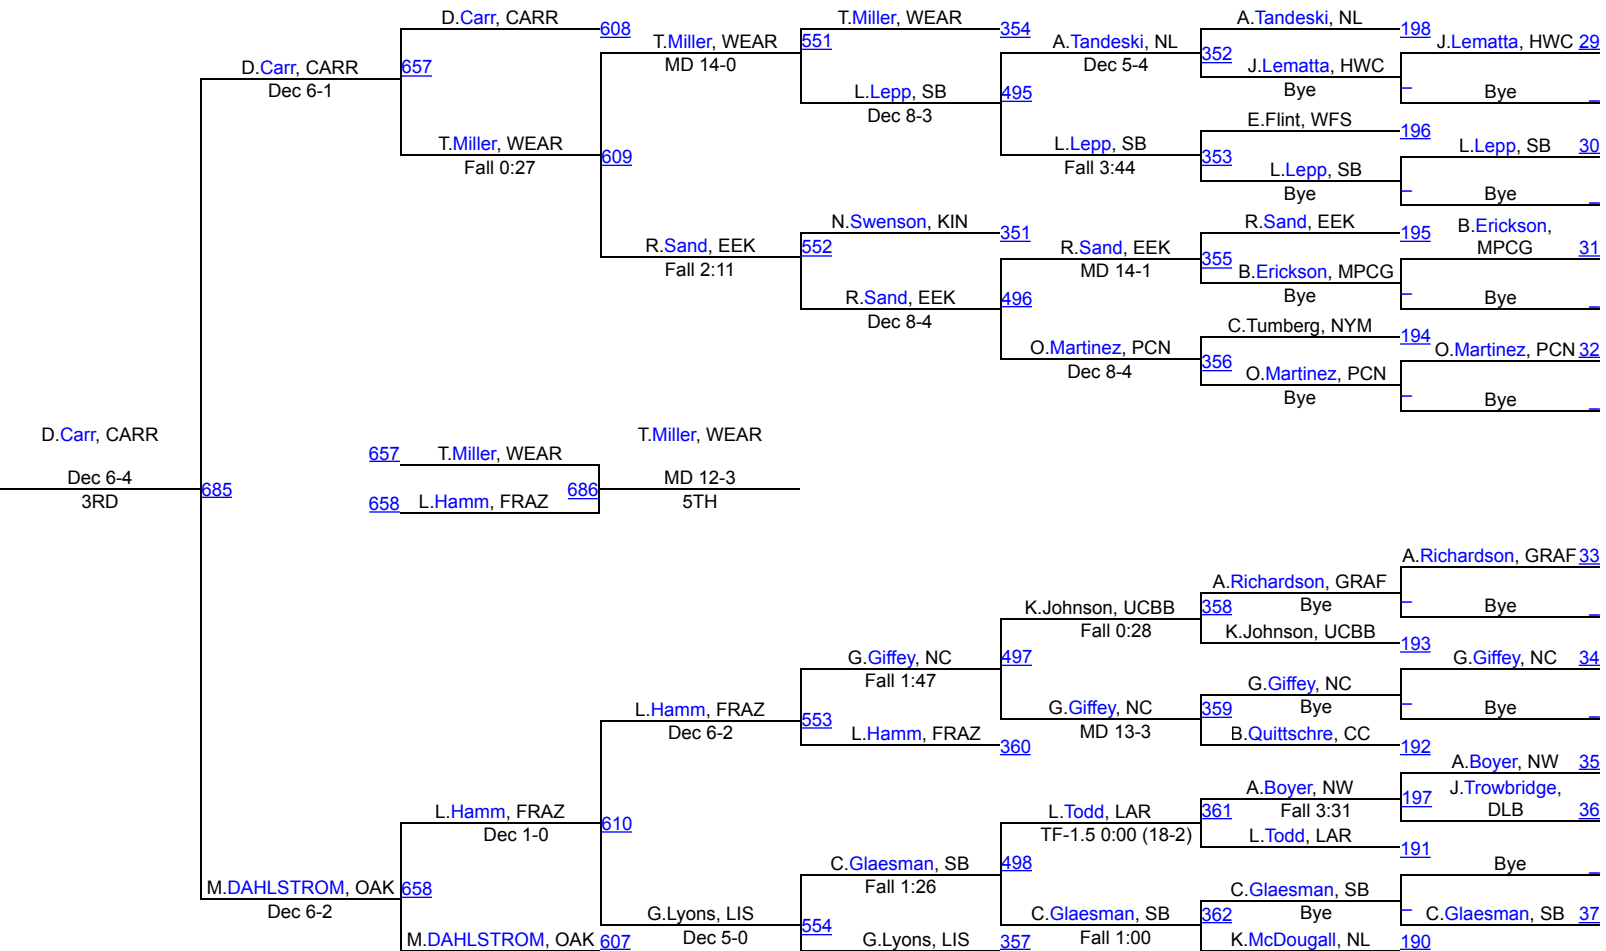 D.Carr, CARR
608
T.Miller, WEAR
354
A.Tandeski, NL
198
J.Lematta, HWC 29
T.Miller, WEAR
551
MD 14-0
A.Tandeski, NL
352
Dec 5-4
J.Lematta, HWC
Bye
Bye
D.Carr, CARR
657
Dec 6-1
L.Lepp, SB
495
Dec 8-3
E.Flint, WFS
196
L.Lepp, SB 30
T.Miller, WEAR
609
Fall 0:27
L.Lepp, SB
353
Fall 3:44
L.Lepp, SB
Bye
Bye
N.Swenson, KIN
351
R.Sand, EEK
195
B.Erickson,
MPCG 31
R.Sand, EEK
552
Fall 2:11
R.Sand, EEK
355
MD 14-1
B.Erickson, MPCG
Bye
Bye
R.Sand, EEK
496
Dec 8-4
C.Tumberg, NYM
194
O.Martinez, PCN 32
O.Martinez, PCN
356
Dec 8-4
O.Martinez, PCN
Bye
Bye
D.Carr, CARR
Dec 6-4
3RD
685
657
T.Miller, WEAR
658
L.Hamm, FRAZ
686
T.Miller, WEAR
MD 12-3
5TH
A.Richardson, GRAF 33
A.Richardson, GRAF
358
Bye
Bye
K.Johnson, UCBB
Fall 0:28
K.Johnson, UCBB
193
G.Giffey, NC
497
Fall 1:47
G.Giffey, NC 34
G.Giffey, NC
359
Bye
Bye
L.Hamm, FRAZ
553
Dec 6-2
G.Giffey, NC
MD 13-3
L.Hamm, FRAZ
360
B.Quittschre, CC
192
A.Boyer, NW 35
A.Boyer, NW
197
J.Trowbridge,
DLB 36
L.Hamm, FRAZ
610
Dec 1-0
L.Todd, LAR
361
Fall 3:31
TF-1.5 0:00 (18-2)
L.Todd, LAR
191
C.Glaesman, SB
498
Fall 1:26
Bye
M.DAHLSTROM, OAK
658
Dec 6-2
C.Glaesman, SB
Bye
G.Lyons, LIS
554
Dec 5-0
C.Glaesman, SB
362
Fall 1:00
C.Glaesman, SB 37
M.DAHLSTROM, OAK
607
G.Lyons, LIS
357
K.McDougall, NL
190